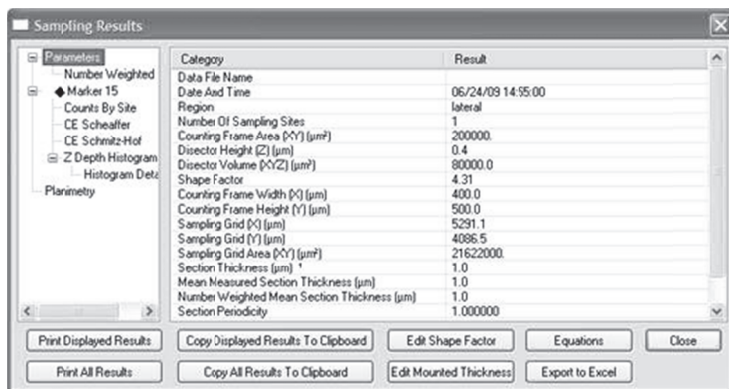 Sampling Results
Parameters
Number Weighted
Marker 15
Counts By Site
CE Scheaffer
CE Schmitz-Hof
Z Depth Histogram
Histogram Deta
Planimetry
Category Result
Data File Name
Date And Time 06/24/09 14:55:00
Region lateral
Number Of Sampling Sites 1
Counting Frame Area (XY) (µm²) 200000.
Disector Height (Z) (µm) 0.4
Disector Volume (XYZ) (µm³) 80000.0
Shape Factor 4.31
Counting Frame Width (X) (µm) 400.0
Counting Frame Height (Y) (µm) 500.0
Sampling Grid (X) (µm) 5291.1
Sampling Grid (Y) (µm) 4086.5
Sampling Grid Area (XY) (µm²) 21622000.
Section Thickness (µm) 1.0
Mean Measured Section Thickness (µm) 1.0
Number Weighted Mean Section Thickness (µm) 1.0
Section Periodicity 1.000000
Print Displayed Results Copy Displayed Results To Clipboard Edit Shape Factor Equations Close
Print All Results Copy All Results To Clipboard Edit Mounted Thickness Export to Excel